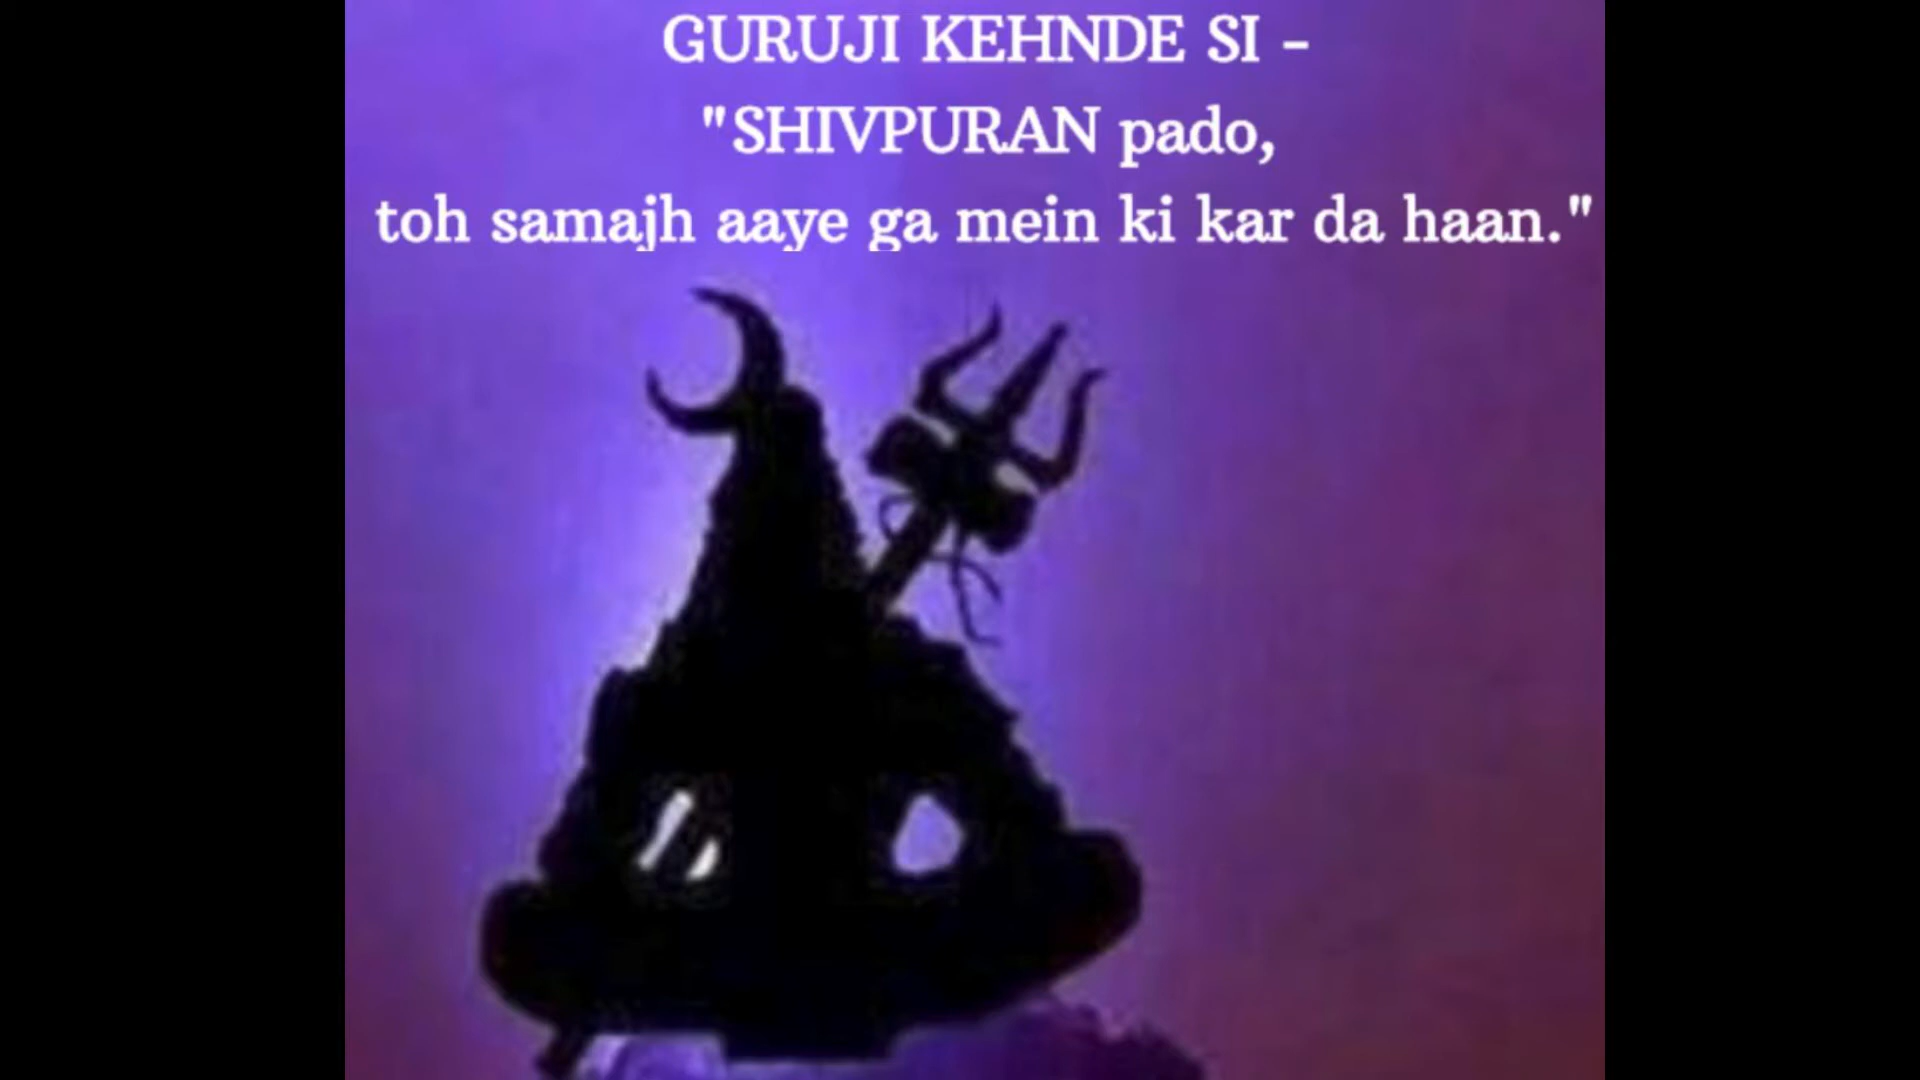 GURUJI KEHNDE SI -
"SHIVPURAN pado,
toh samajh aaye ga mein ki kar da haan."